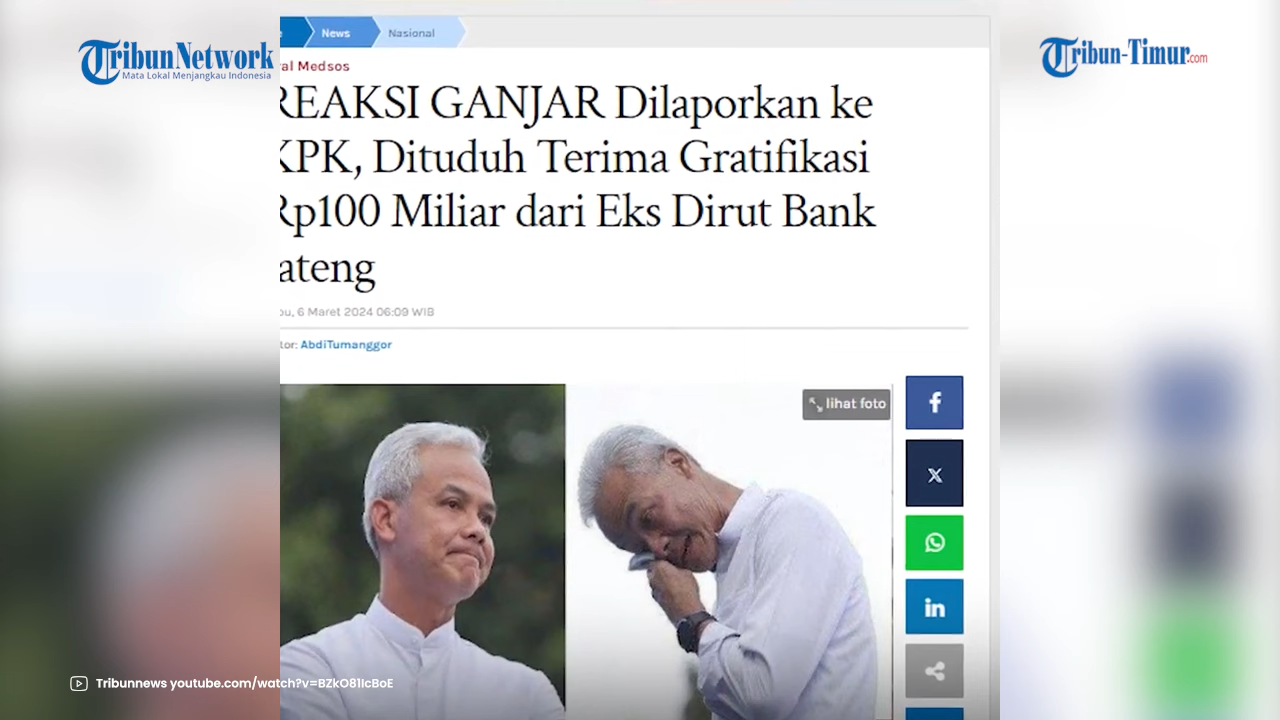 TribunNetwork
Mata Lokal Menjangkau Indonesia
Tribun-Timur.com
News
Nasional
al Medsos
REAKSI GANJAR Dilaporkan ke
KPK, Dituduh Terima Gratifikasi
Rp100 Miliar dari Eks Dirut Bank
ateng
bu, 6 Maret 2024 06:09 WIB
tor: AbdiTumanggor
lihat foto
Tribunnews youtube.com/watch?v=BZkO81IcBoE